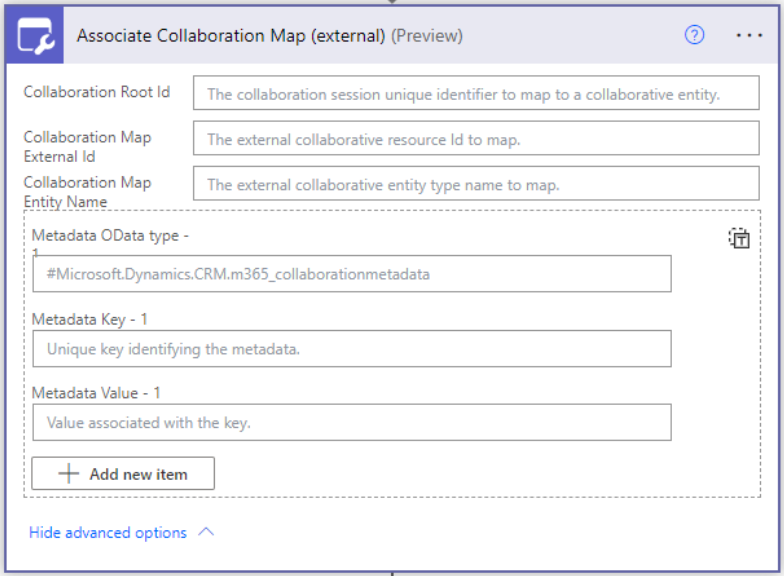 Associate Collaboration Map (external) (Preview)
Collaboration Root Id
The collaboration session unique identifier to map to a collaborative entity.
Collaboration Map
External Id
The external collaborative resource Id to map.
Collaboration Map
Entity Name
The external collaborative entity type name to map.
Metadata OData type -
1
#Microsoft.Dynamics.CRM.m365_collaborationmetadata
Metadata Key - 1
Unique key identifying the metadata.
Metadata Value - 1
Value associated with the key.
Add new item
Hide advanced options